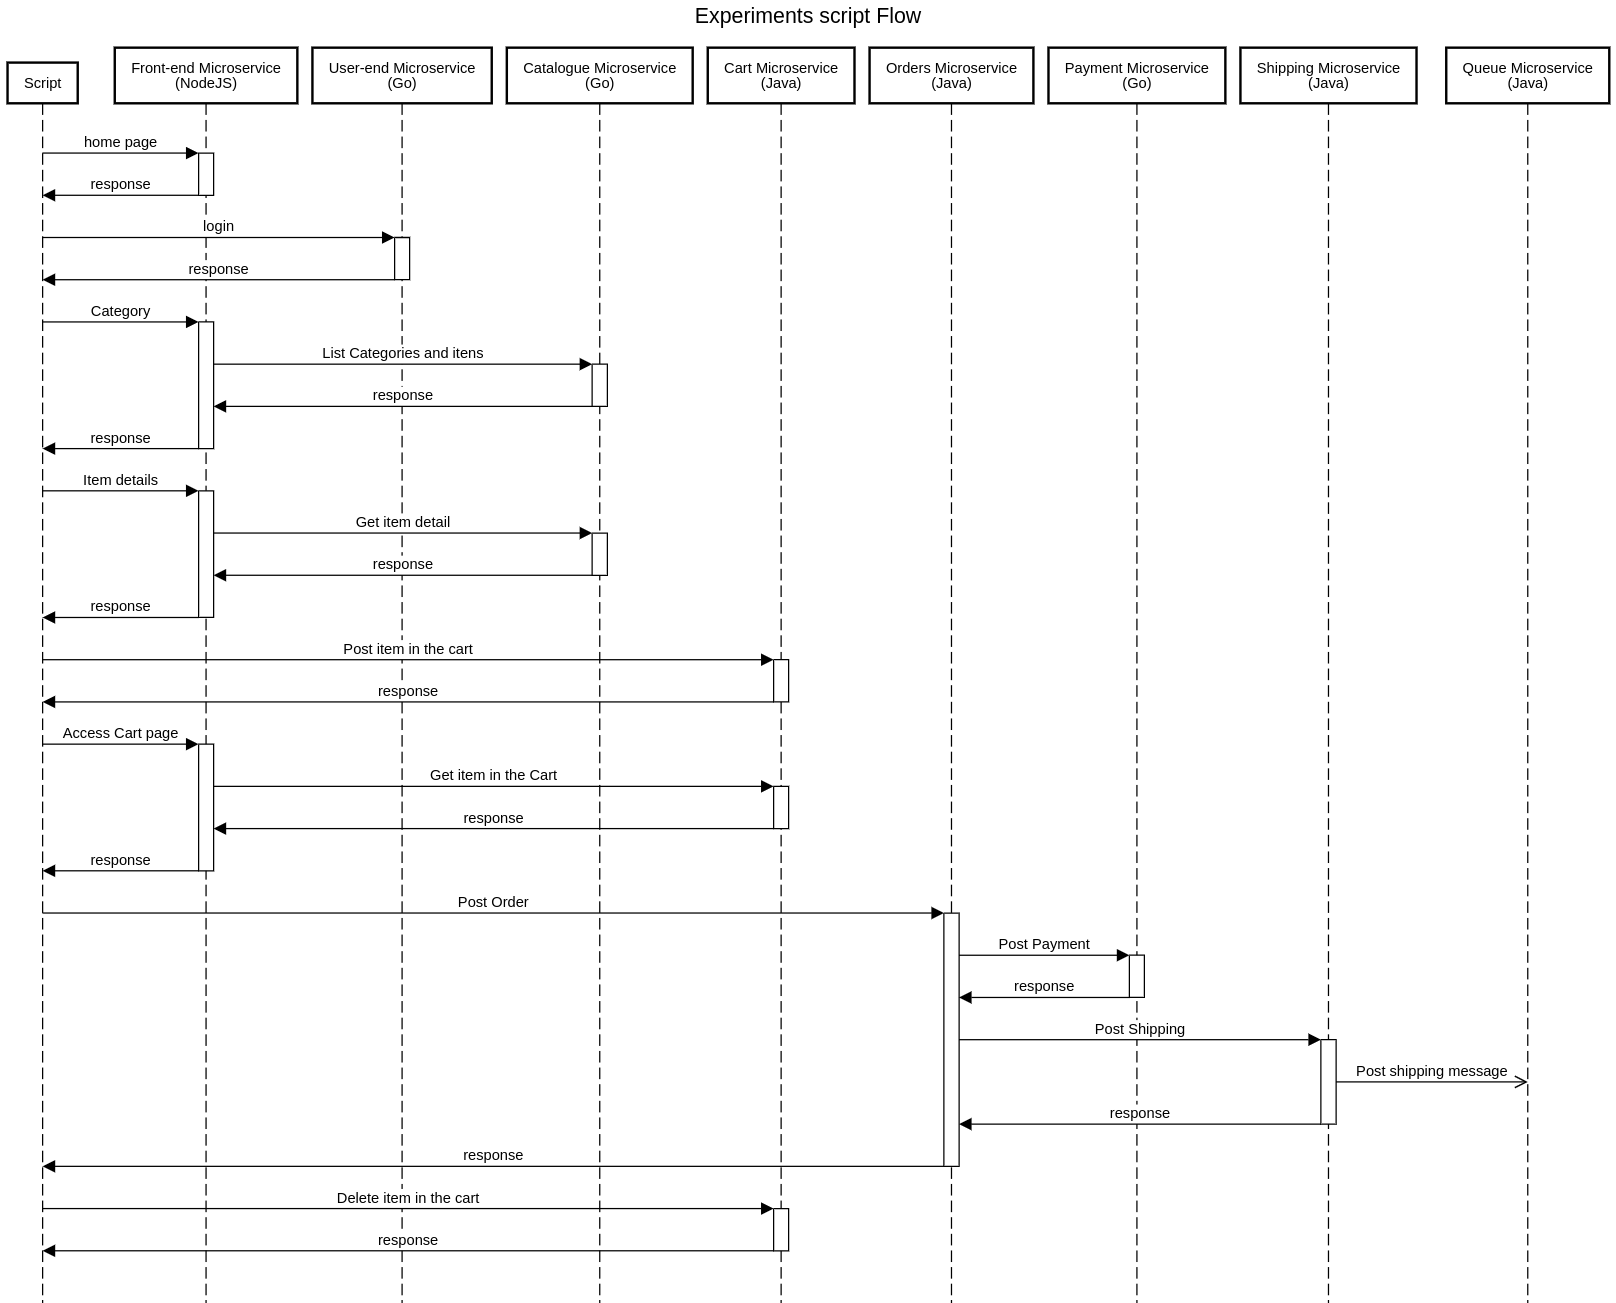 Experiments script Flow
Script
Front-end Microservice
(NodeJS)
User-end Microservice
(Go)
Catalogue Microservice
(Go)
Cart Microservice
(Java)
Orders Microservice
(Java)
Payment Microservice
(Go)
Shipping Microservice
(Java)
Queue Microservice
(Java)
home page
response
login
response
Category
List Categories and itens
response
response
Item details
Get item detail
response
response
Post item in the cart
response
Access Cart page
Get item in the Cart
response
response
Post Order
Post Payment
response
Post Shipping
Post shipping message
response
response
Delete item in the cart
response